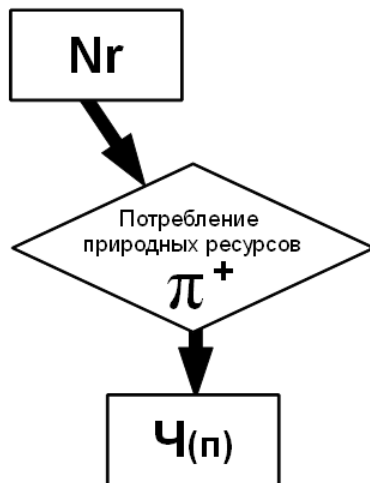 Nr
Потребление
природных ресурсов
π⁺
Ч(п)